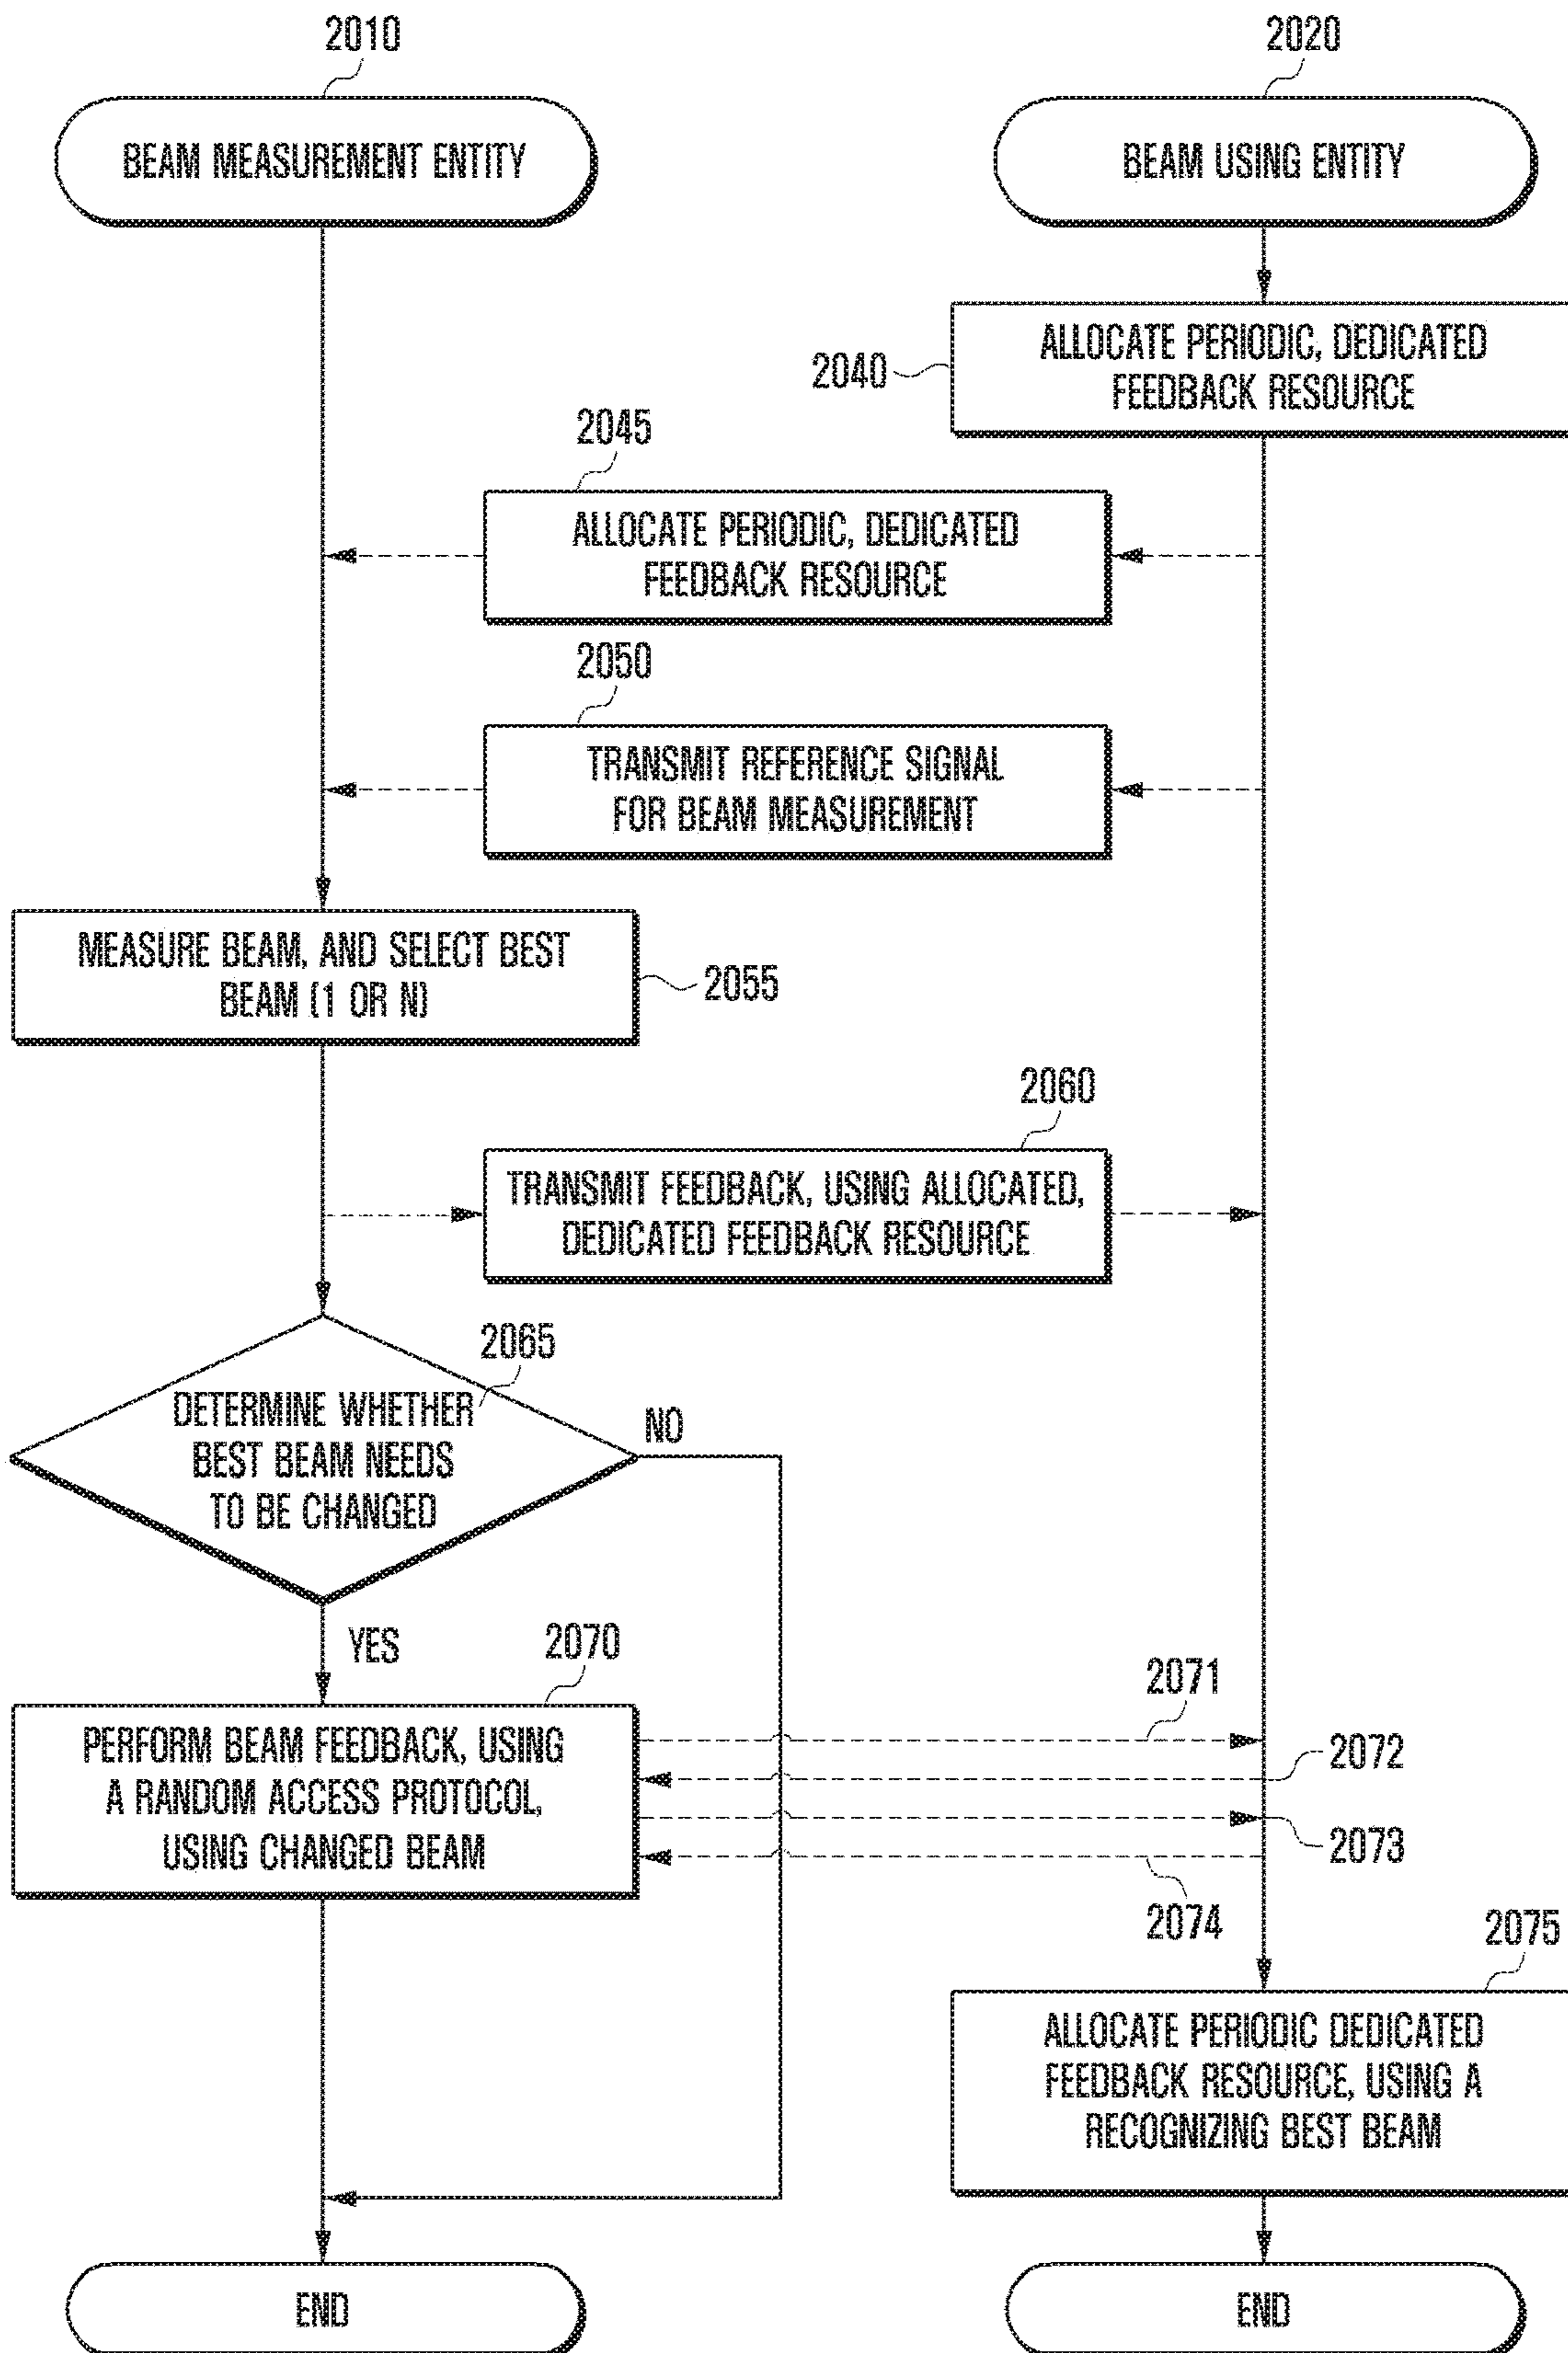 2010
2020
BEAM MEASUREMENT ENTITY
BEAM USING ENTITY
2040
ALLOCATE PERIODIC, DEDICATED
FEEDBACK RESOURCE
2045
ALLOCATE PERIODIC, DEDICATED
FEEDBACK RESOURCE
2050
TRANSMIT REFERENCE SIGNAL
FOR BEAM MEASUREMENT
MEASURE BEAM, AND SELECT BEST
BEAM (1 OR N)
2055
2060
TRANSMIT FEEDBACK, USING ALLOCATED,
DEDICATED FEEDBACK RESOURCE
2065
DETERMINE WHETHER
BEST BEAM NEEDS
TO BE CHANGED
NO
YES
2070
PERFORM BEAM FEEDBACK, USING
A RANDOM ACCESS PROTOCOL,
USING CHANGED BEAM
2071
2072
2073
2074
2075
ALLOCATE PERIODIC DEDICATED
FEEDBACK RESOURCE, USING A
RECOGNIZING BEST BEAM
END
END